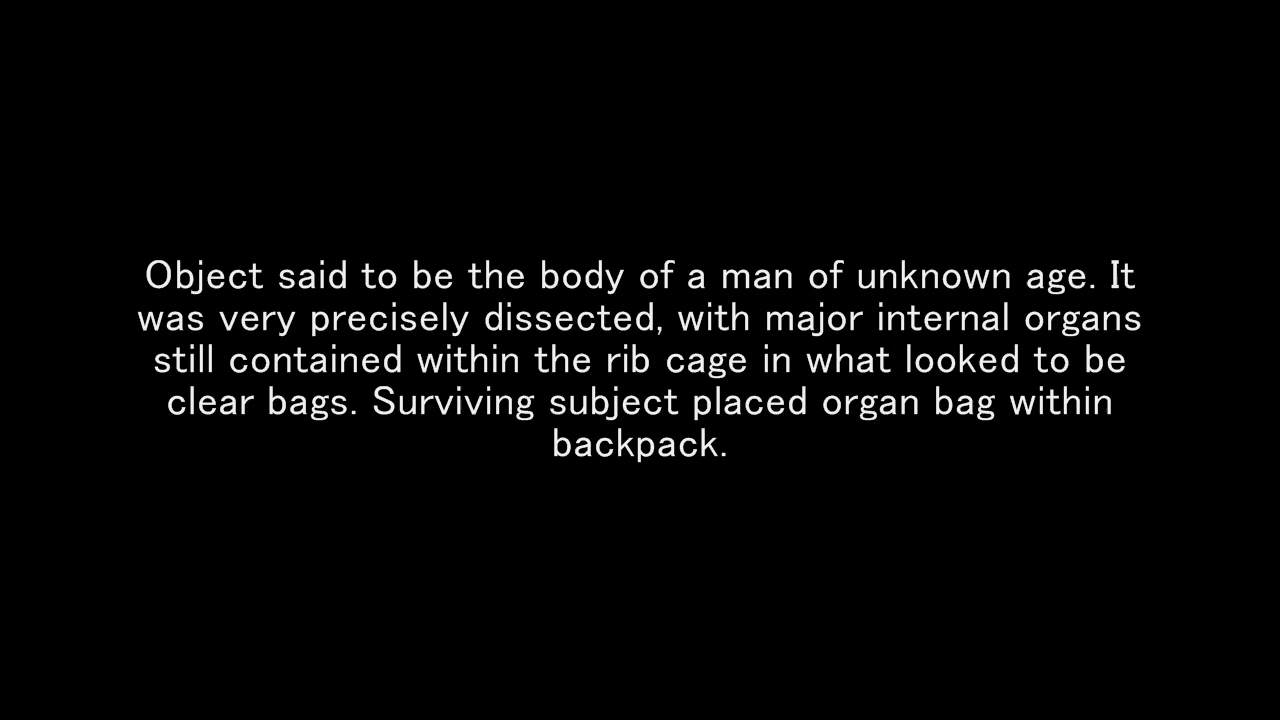 Object said to be the body of a man of unknown age. It
was very precisely dissected, with major internal organs
still contained within the rib cage in what looked to be
clear bags. Surviving subject placed organ bag within
backpack.